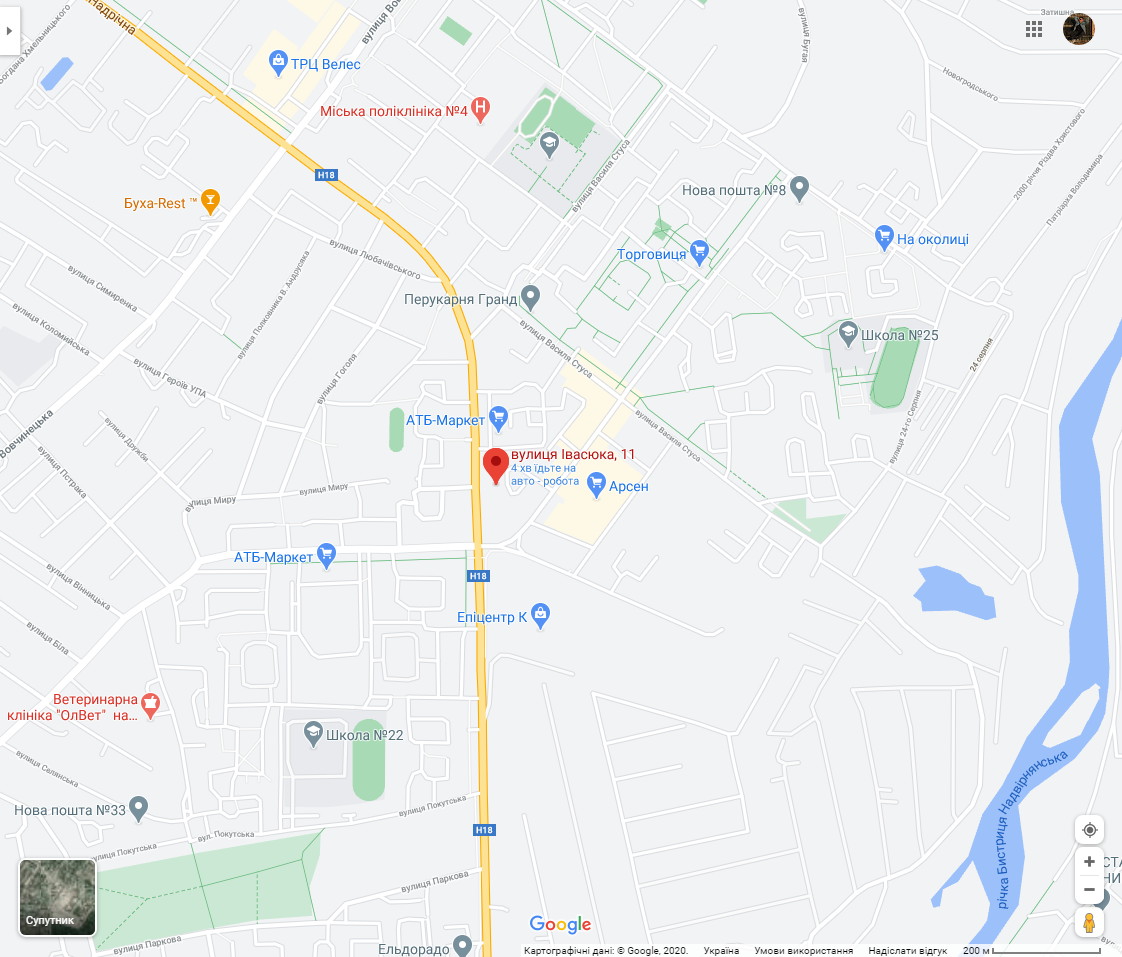 Надрічна
Затишна
вулиця Бугая
Богдана Хмельницького
ТРЦ Велес
Новогродського
Міська поліклініка №4
2000 річчя Різдва Христового
Патріарха Володимира
вулиця Василя Стуса
Н18
Нова пошта №8
Буха-Rest ™
На околиці
вулиця Любачівського
Торговиця
вулиця Симиренка
вулиця Полковника В. Андрусяка
Перукарня Гранд
вулиця Коломийська
вулиця Василя Стуса
Школа №25
24 серпня
вулиця Героїв УПА
вулиця Гоголя
вулиця 24-го Серпня
АТБ-Маркет
вулиця Василя Стуса
Вовчинецька
вулиця Дружби
вулиця Івасюка, 11
4 хв їдьте на
авто - робота
вулиця Пстрака
Арсен
вулиця Миру
вулиця Миру
АТБ-Маркет
Н18
вулиця Вінницька
Епіцентр К
вулиця Біла
Ветеринарна
клініка "ОлВет" на...
Школа №22
вулиця Селянська
річка Бистриця Надвірнянська
Нова пошта №33
вулиця Покутська
вул. Покутська
Н18
вулиця Покутська
вулиця Паркова
Супутник
вулиця Паркова
Ельдорадо
Google
Картографічні дані: © Google, 2020. Україна Умови використання Надіслати відгук 200 м